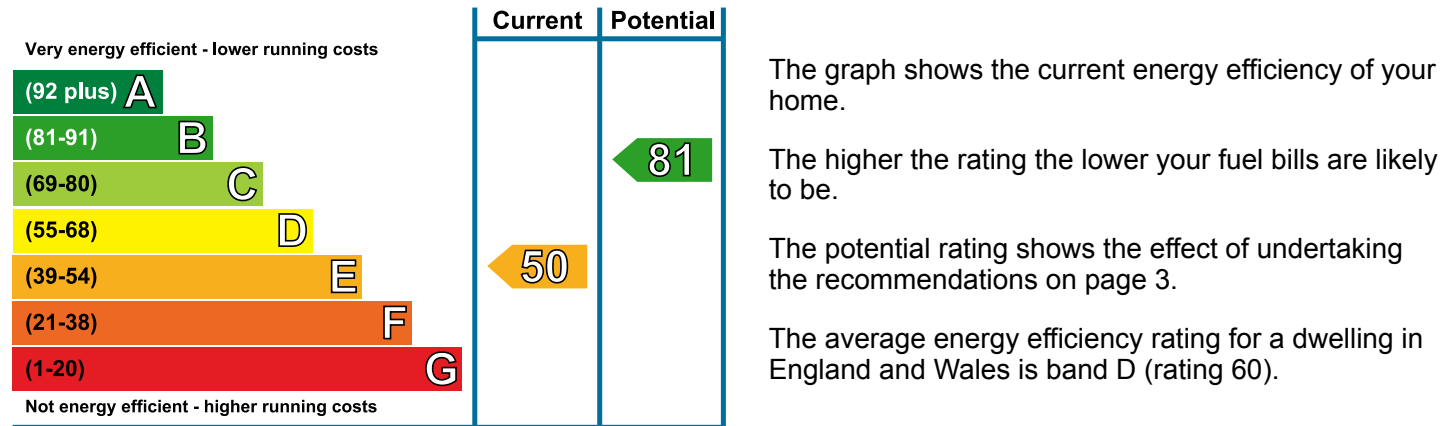 Current Potential
Very energy efficient - lower running costs
(92 plus) A
(81-91) B
81
(69-80) C
(55-68) D
(39-54) E
50
(21-38) F
(1-20) G
Not energy efficient - higher running costs
The graph shows the current energy efficiency of your
home.
The higher the rating the lower your fuel bills are likely
to be.
The potential rating shows the effect of undertaking
the recommendations on page 3.
The average energy efficiency rating for a dwelling in
England and Wales is band D (rating 60).